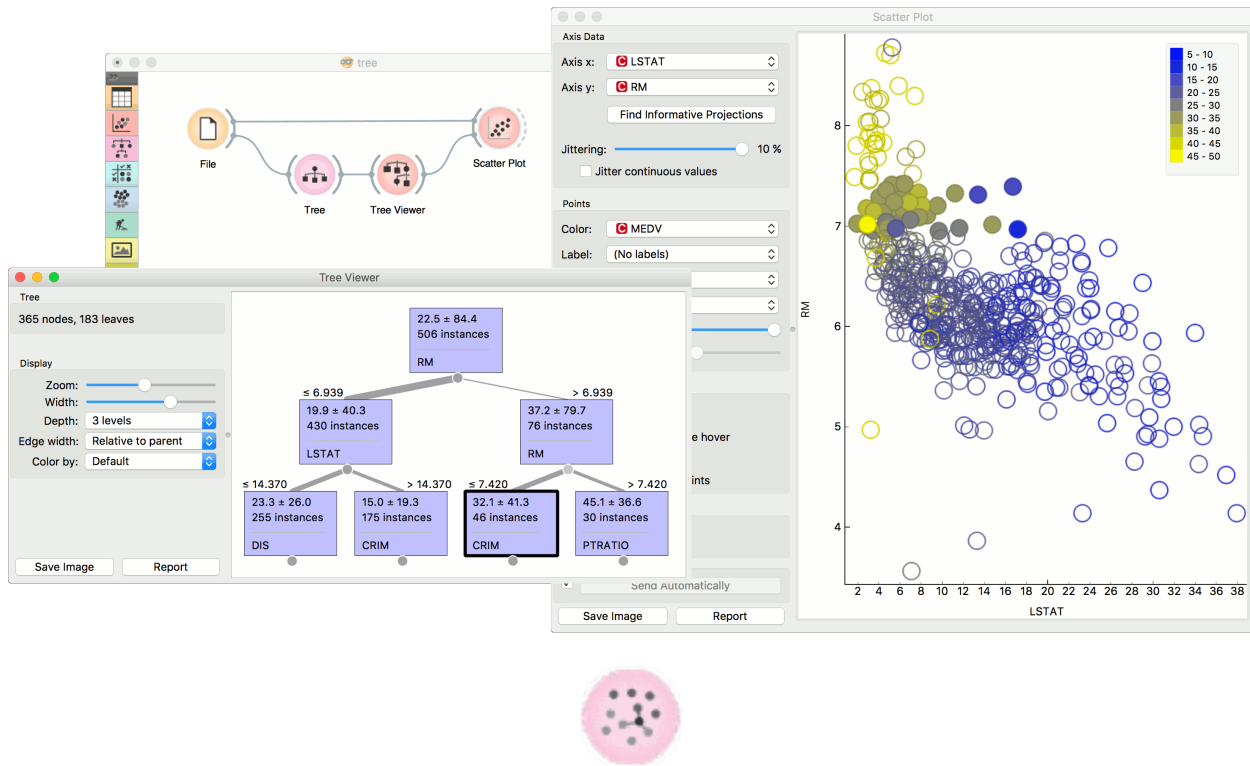 tree
File
Tree
Tree Viewer
Scatter Plot
Scatter Plot
Axis Data
Axis x: C LSTAT
Axis y: C RM
Find Informative Projections
Jittering: 10 %
Jitter continuous values
Points
Color: C MEDV
Label: (No labels)
e hover
ints
Send Automatically
Save Image Report
5 - 10
10 - 15
15 - 20
20 - 25
25 - 30
30 - 35
35 - 40
40 - 45
45 - 50
8
7
6
5
4
RM
2 4 6 8 10 12 14 16 18 20 22 24 26 28 30 32 34 36 38
LSTAT
Tree Viewer
Tree
365 nodes, 183 leaves
Display
Zoom:
Width:
Depth: 3 levels
Edge width: Relative to parent
Color by: Default
Save Image Report
22.5 ± 84.4
506 instances
RM
≤ 6.939 > 6.939
19.9 ± 40.3
430 instances
LSTAT
37.2 ± 79.7
76 instances
RM
≤ 14.370 > 14.370 ≤ 7.420 > 7.420
23.3 ± 26.0
255 instances
DIS
15.0 ± 19.3
175 instances
CRIM
32.1 ± 41.3
46 instances
CRIM
45.1 ± 36.6
30 instances
PTRATIO